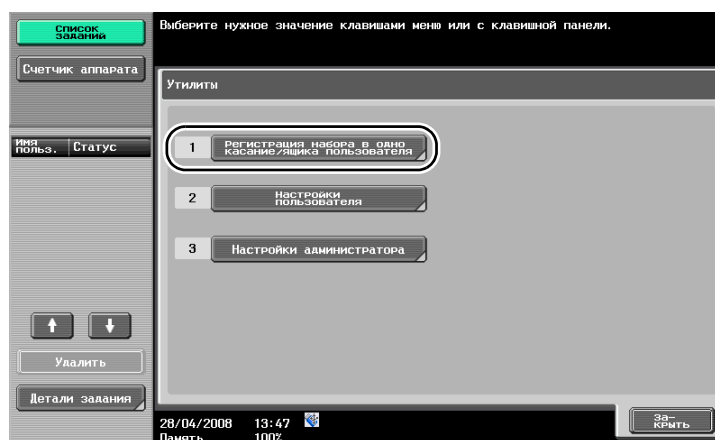 Список
заданий
Выберите нужное значение клавишами меню или с клавишной панели.
Счетчик аппарата
Утилиты
Имя
польз. Статус
1 Регистрация набора в одно
касание/ящика пользователя
2 Настройки
пользователя
3 Настройки администратора
Удалить
Детали задания
28/04/2008 13:47
Память 100%
За-
крыть